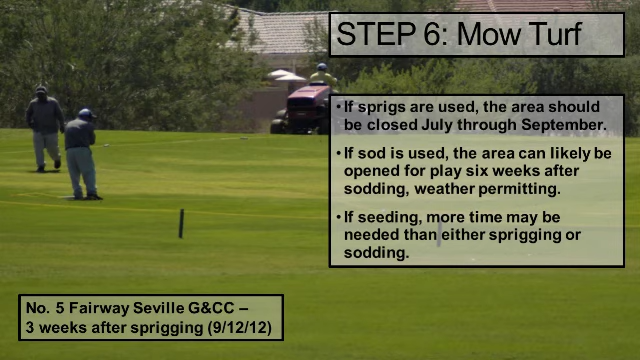 STEP 6: Mow Turf
•If sprigs are used, the area should
be closed July through September.
•If sod is used, the area can likely be
opened for play six weeks after
sodding, weather permitting.
•If seeding, more time may be
needed than either sprigging or
sodding.
No. 5 Fairway Seville G&CC –
3 weeks after sprigging (9/12/12)